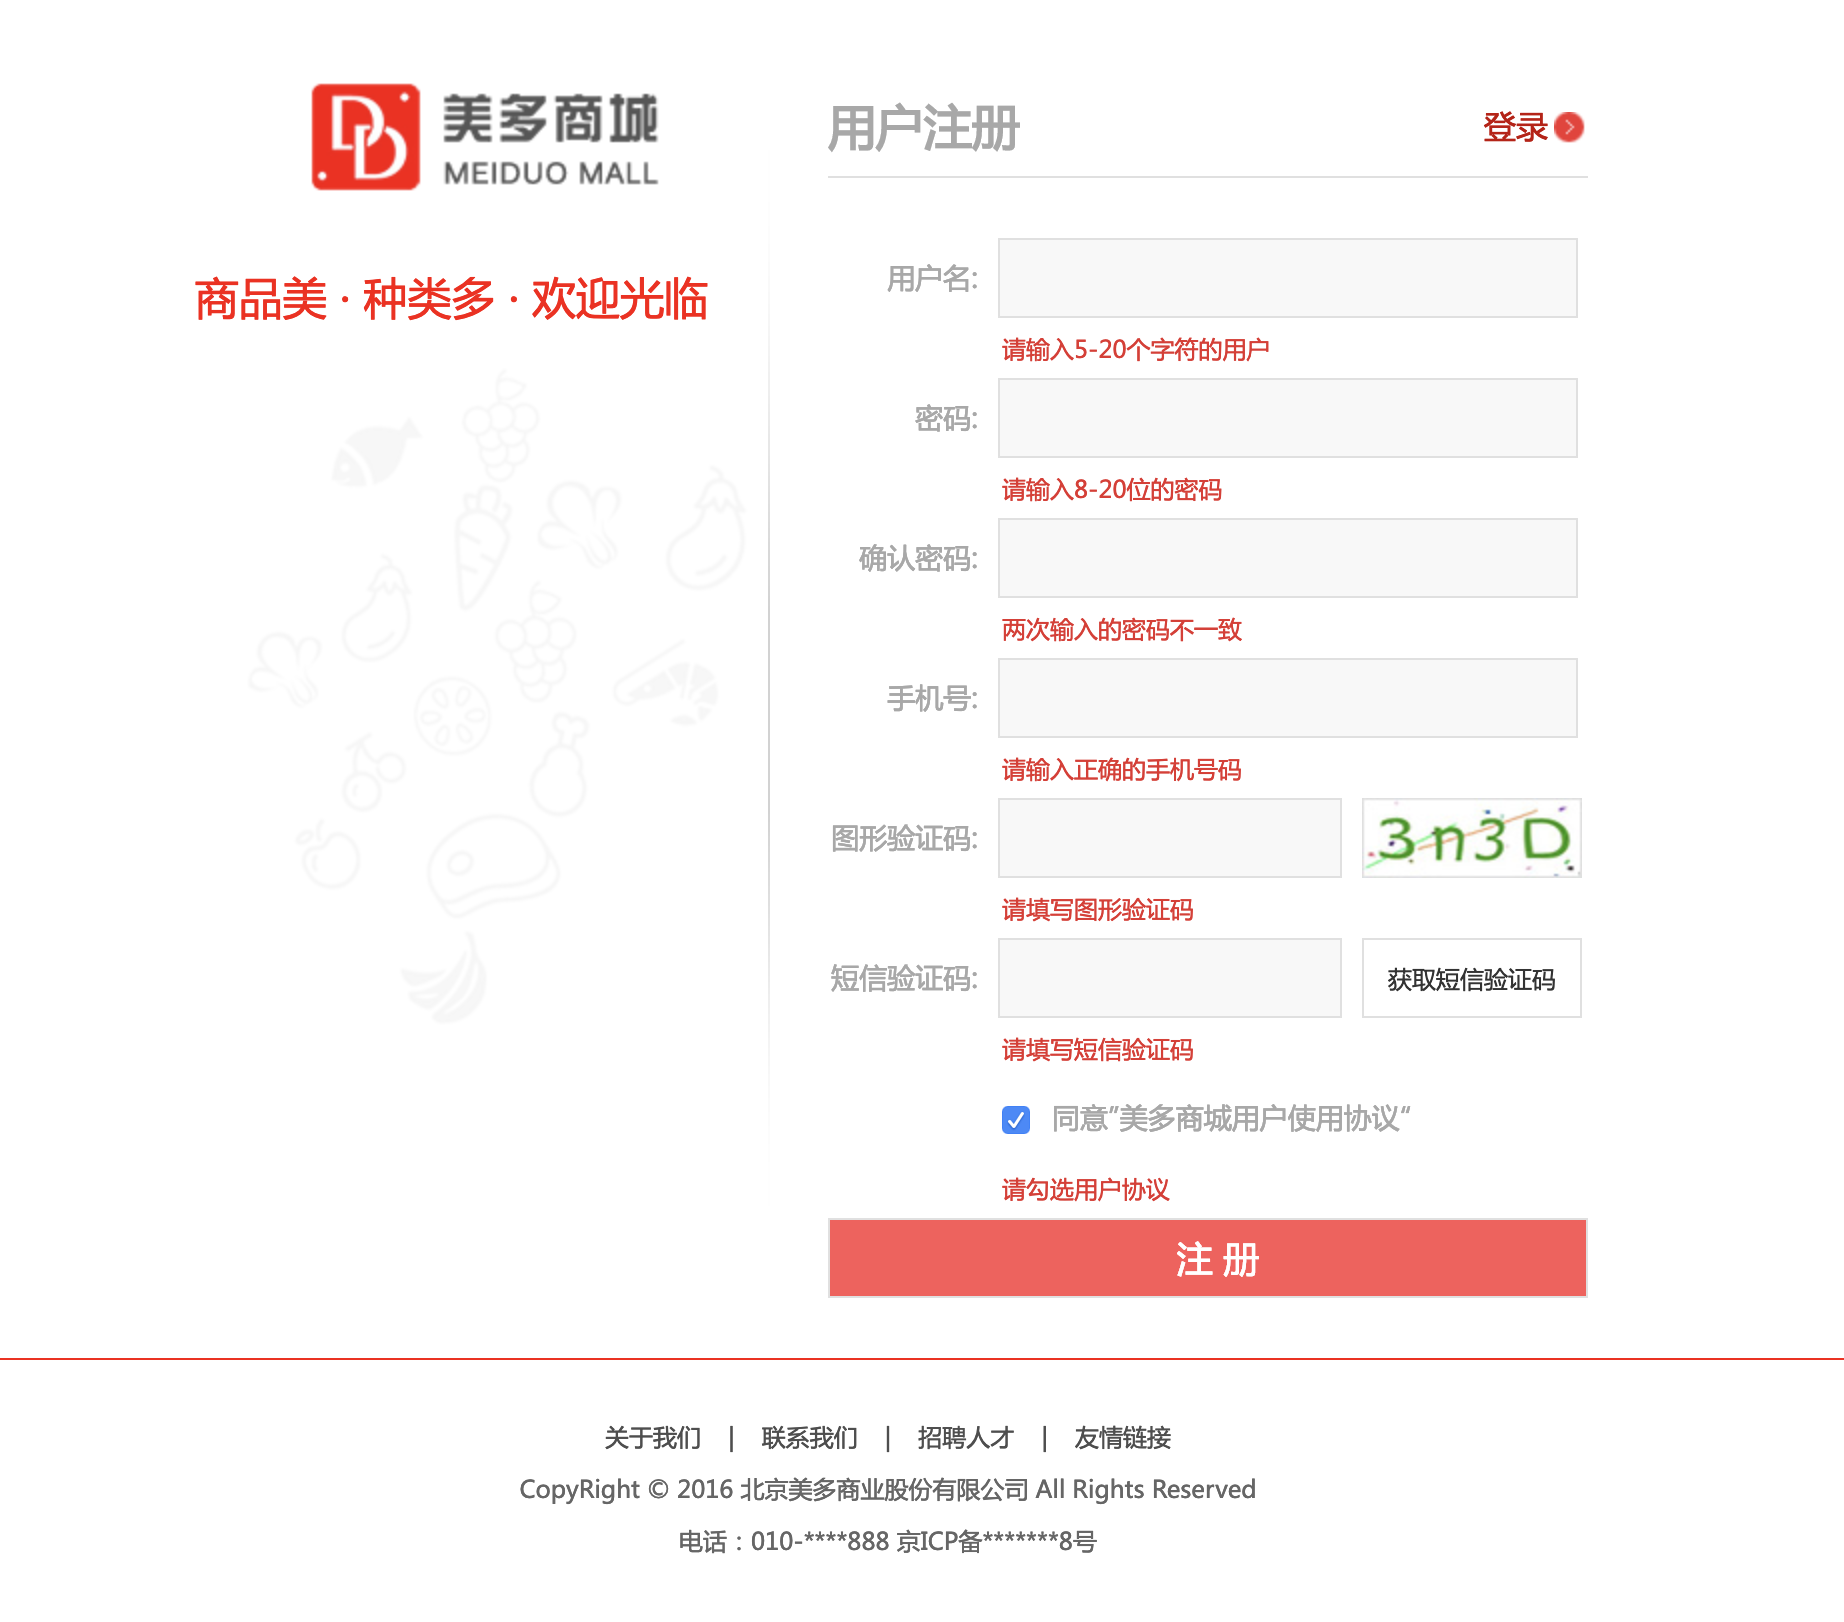 美多商城
MEIDUO MALL
商品美 · 种类多 · 欢迎光临
用户注册
登录
用户名:
请输入5-20个字符的用户
密码:
请输入8-20位的密码
确认密码:
两次输入的密码不一致
手机号:
请输入正确的手机号码
图形验证码:
3n3D
请填写图形验证码
短信验证码:
获取短信验证码
请填写短信验证码
同意”美多商城用户使用协议“
请勾选用户协议
注 册
关于我们 | 联系我们 | 招聘人才 | 友情链接
CopyRight © 2016 北京美多商业股份有限公司 All Rights Reserved
电话：010-****888 京ICP备*******8号